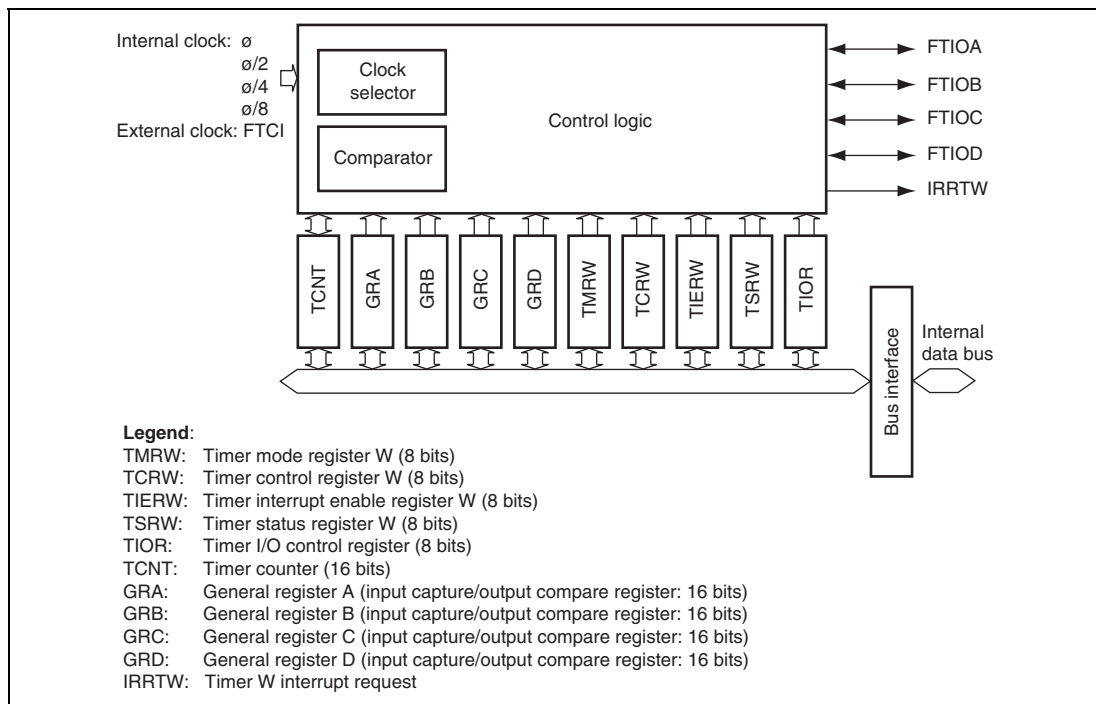 Internal clock: ø
ø/2
ø/4
ø/8
External clock: FTCI
Clock
selector
Comparator
Control logic
FTIOA
FTIOB
FTIOC
FTIOD
IRRTW
TCNT
GRA
GRB
GRC
GRD
TMRW
TCRW
TIERW
TSRW
TIOR
Bus interface
Internal
data bus
Legend:
TMRW: Timer mode register W (8 bits)
TCRW: Timer control register W (8 bits)
TIERW: Timer interrupt enable register W (8 bits)
TSRW: Timer status register W (8 bits)
TIOR: Timer I/O control register (8 bits)
TCNT: Timer counter (16 bits)
GRA: General register A (input capture/output compare register: 16 bits)
GRB: General register B (input capture/output compare register: 16 bits)
GRC: General register C (input capture/output compare register: 16 bits)
GRD: General register D (input capture/output compare register: 16 bits)
IRRTW: Timer W interrupt request